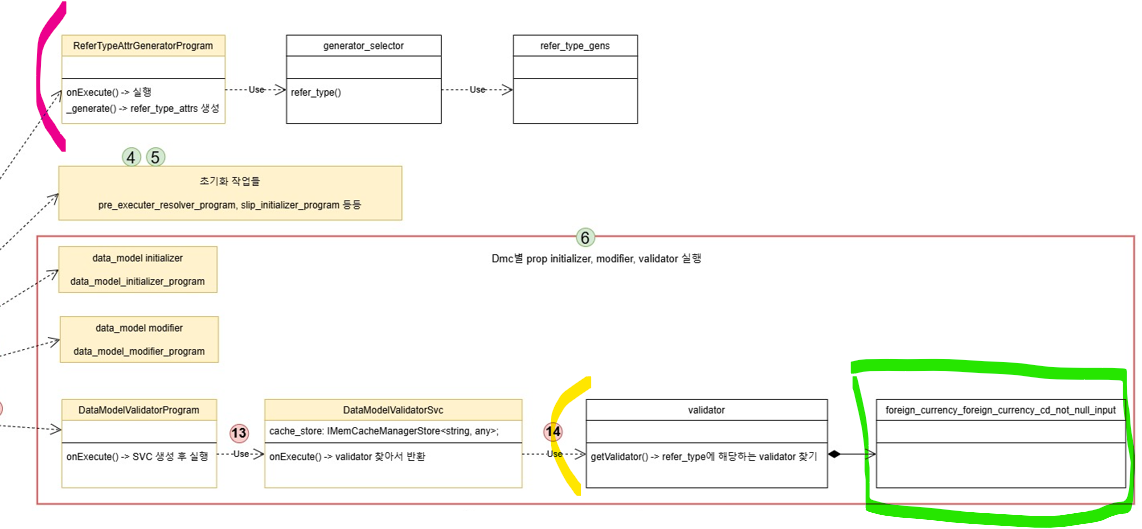 ReferTypeAttrGeneratorProgram
onExecute() -> 실행
_generate() -> refer_type_attrs 생성
Use
generator_selector
refer_type()
Use
refer_type_gens
4 5
초기화 작업들
pre_executer_resolver_program, slip_initializer_program 등등
6
Dmc별 prop initializer, modifier, validator 실행
data_model initializer
data_model_initializer_program
data_model modifier
data_model_modifier_program
DataModelValidatorProgram
onExecute() -> SVC 생성 후 실행
13
Use
DataModelValidatorSvc
cache_store: IMemCacheManagerStore<string, any>;
onExecute() -> validator 찾아서 반환
14
Use
validator
getValidator() -> refer_type에 해당하는 validator 찾기
foreign_currency_foreign_currency_cd_not_null_input